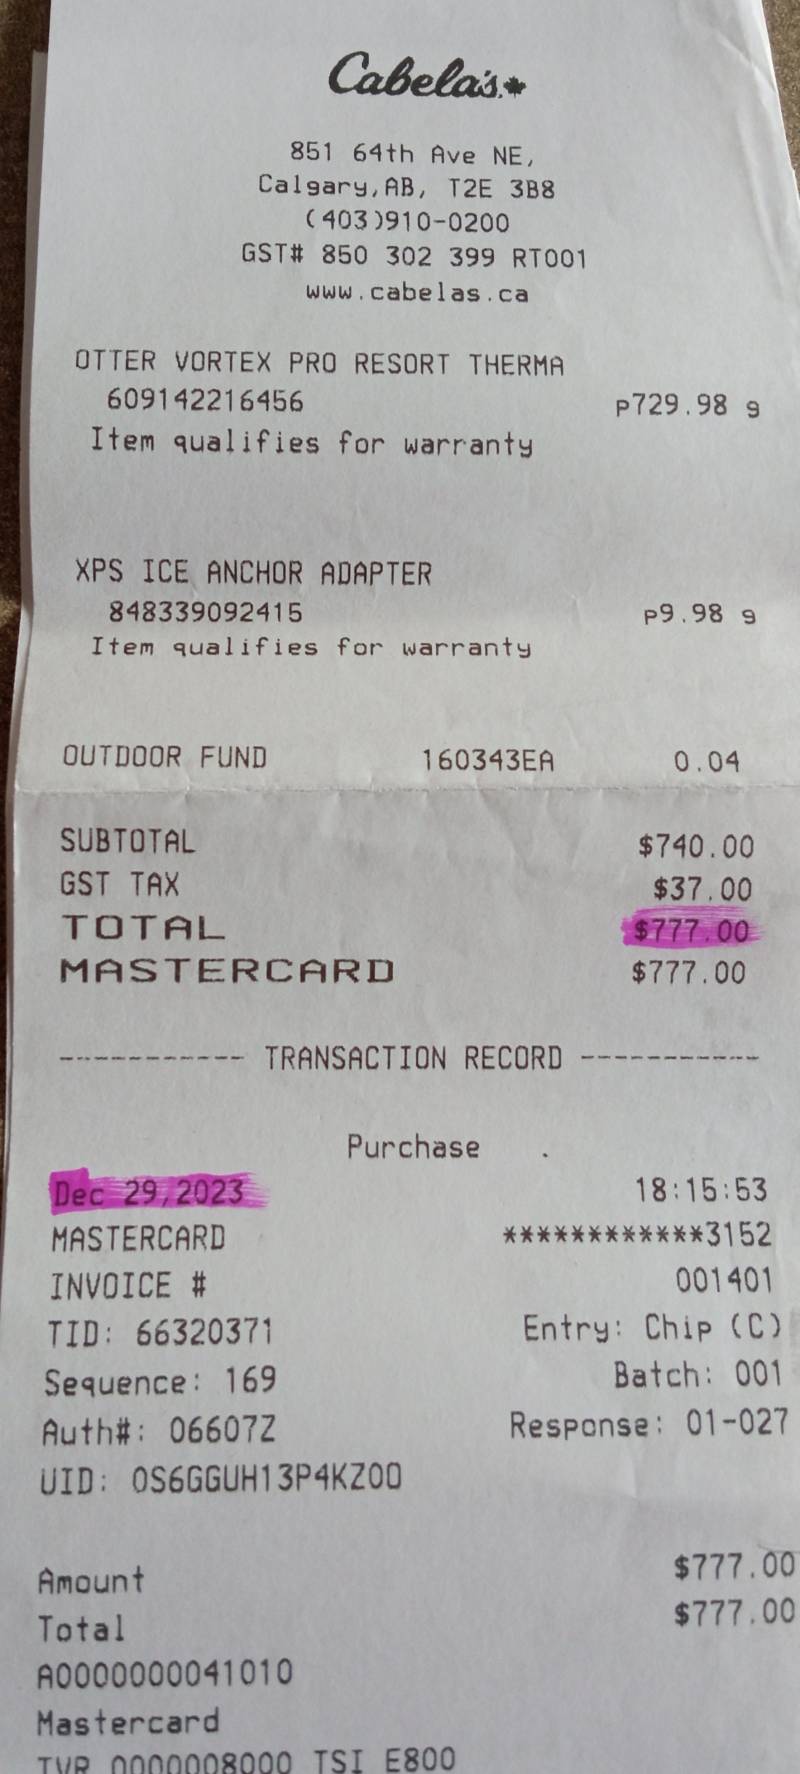 Cabela's
851 64th Ave NE,
Calgary,AB, T2E 3B8
(403)910-0200
GST# 850 302 399 RT001
www.cabelas.ca
OTTER VORTEX PRO RESORT THERMA
609142216456 P729.98 g
Item qualifies for warranty
XPS ICE ANCHOR ADAPTER
848339092415 P9.98 g
Item qualifies for warranty
OUTDOOR FUND 160343EA 0.04
SUBTOTAL $740.00
GST TAX $37.00
TOTAL $777.00
MASTERCARD $777.00
------------ TRANSACTION RECORD ------------
Purchase .
Dec 29,2023 18:15:53
MASTERCARD ************3152
INVOICE # 001401
TID: 66320371 Entry: Chip (C)
Sequence: 169 Batch: 001
Auth#: 06607Z Response: 01-027
UID: OS6GGUH13P4KZOO
Amount $777.00
Total $777.00
A0000000041010
Mastercard
TVR 0000008000 TSI E800